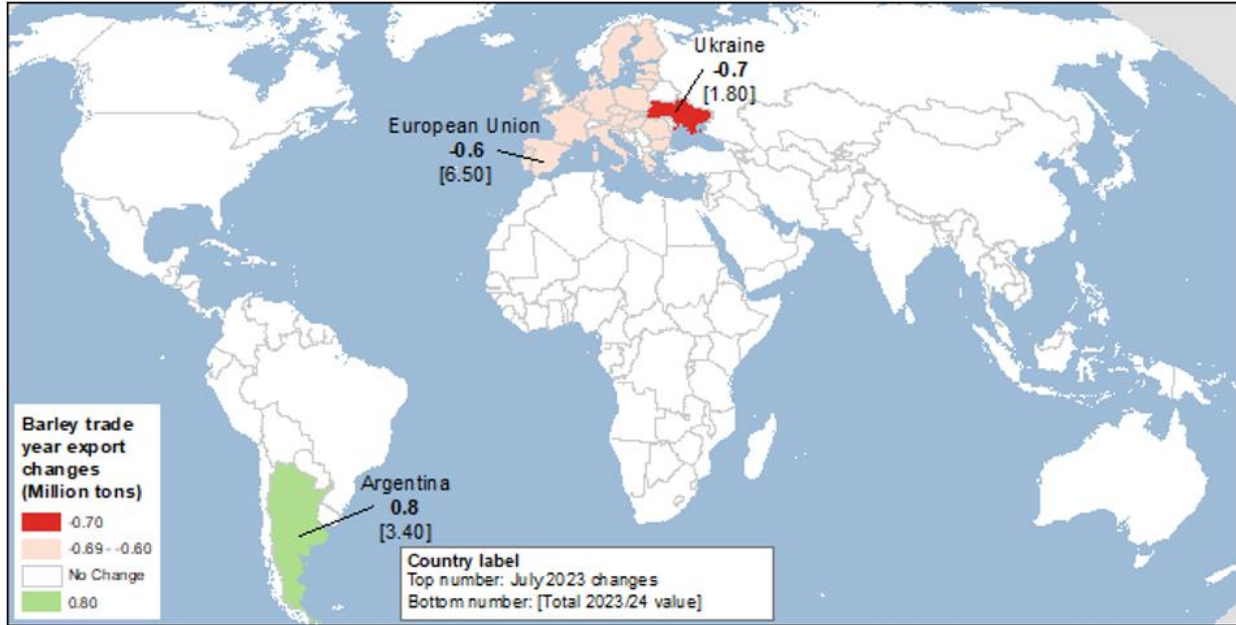 Ukraine
-0.7
[1.80]
European Union
-0.6
[6.50]
Argentina
0.8
[3.40]
Barley trade
year export
changes
(Million tons)
-0.70
-0.69 - -0.60
No Change
0.80
Country label
Top number: July 2023 changes
Bottom number: [Total 2023/24 value]